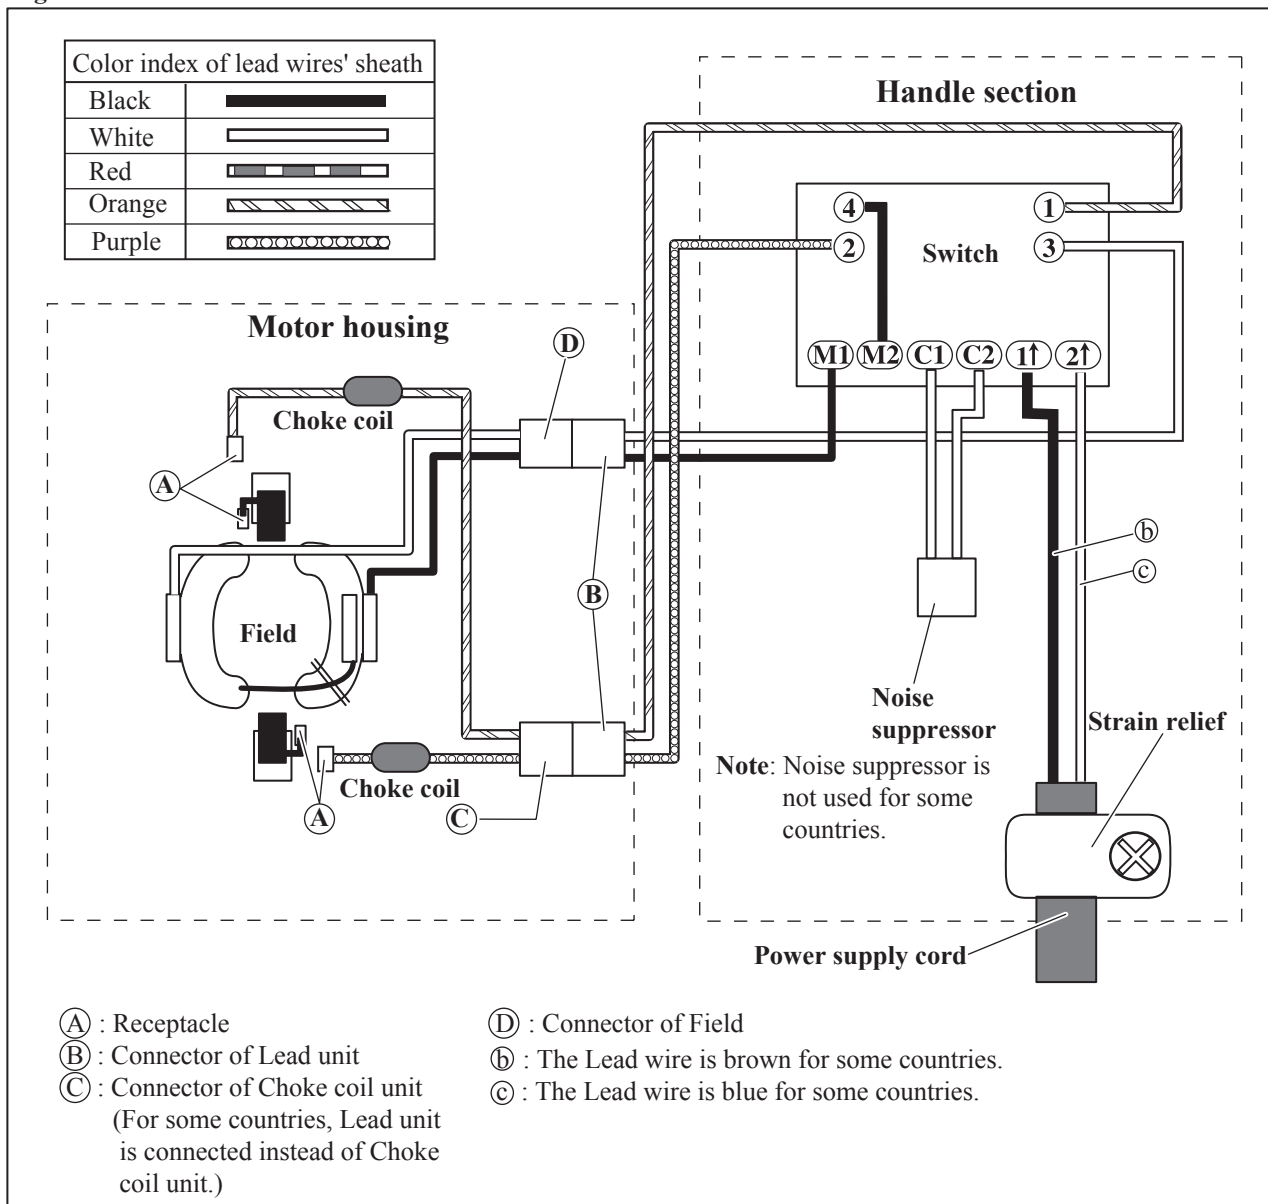 Color index of lead wires' sheath
Black
White
Red
Orange
Purple
Handle section
4
1
2
3
Switch
M1 M2 C1 C2 1↑ 2↑
Motor housing
D
Choke coil
A
B
Field
b
c
Noise
suppressor
Note: Noise suppressor is
not used for some
countries.
Strain relief
Choke coil
A
C
Power supply cord
A : Receptacle
B : Connector of Lead unit
C : Connector of Choke coil unit
(For some countries, Lead unit
is connected instead of Choke
coil unit.)
D : Connector of Field
b : The Lead wire is brown for some countries.
c : The Lead wire is blue for some countries.